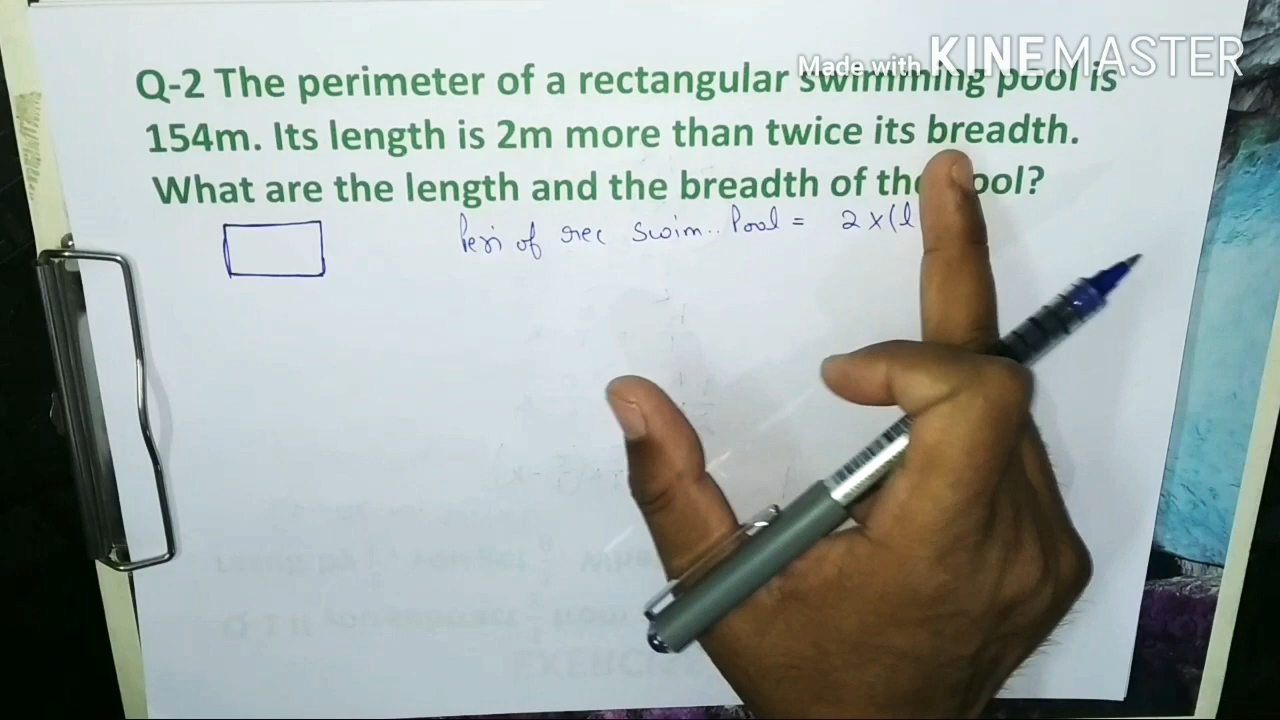 Made with KINEMASTER
Q-2 The perimeter of a rectangular swimming pool is
154m. Its length is 2m more than twice its breadth.
What are the length and the breadth of the pool?
Peri of rec swim.. Pool = 2 x (l